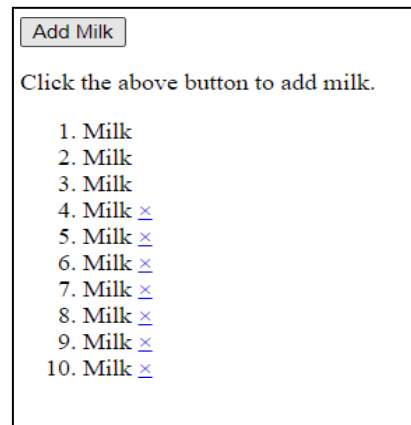 Add Milk
Click the above button to add milk.
1. Milk
2. Milk
3. Milk
4. Milk ×
5. Milk ×
6. Milk ×
7. Milk ×
8. Milk ×
9. Milk ×
10. Milk ×